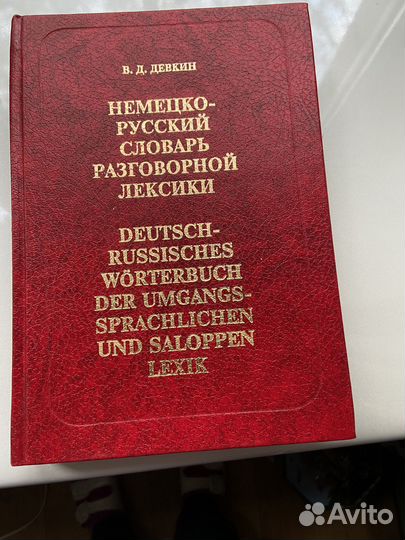 В. Д. ДЕВКИН
НЕМЕЦКО-
РУССКИЙ
СЛОВАРЬ
РАЗГОВОРНОЙ
ЛЕКСИКИ
DEUTSCH-
RUSSISCHES
WÖRTERBUCH
DER UMGANGS-
SPRACHLICHEN
UND SALOPPEN
LEXIK
Avito